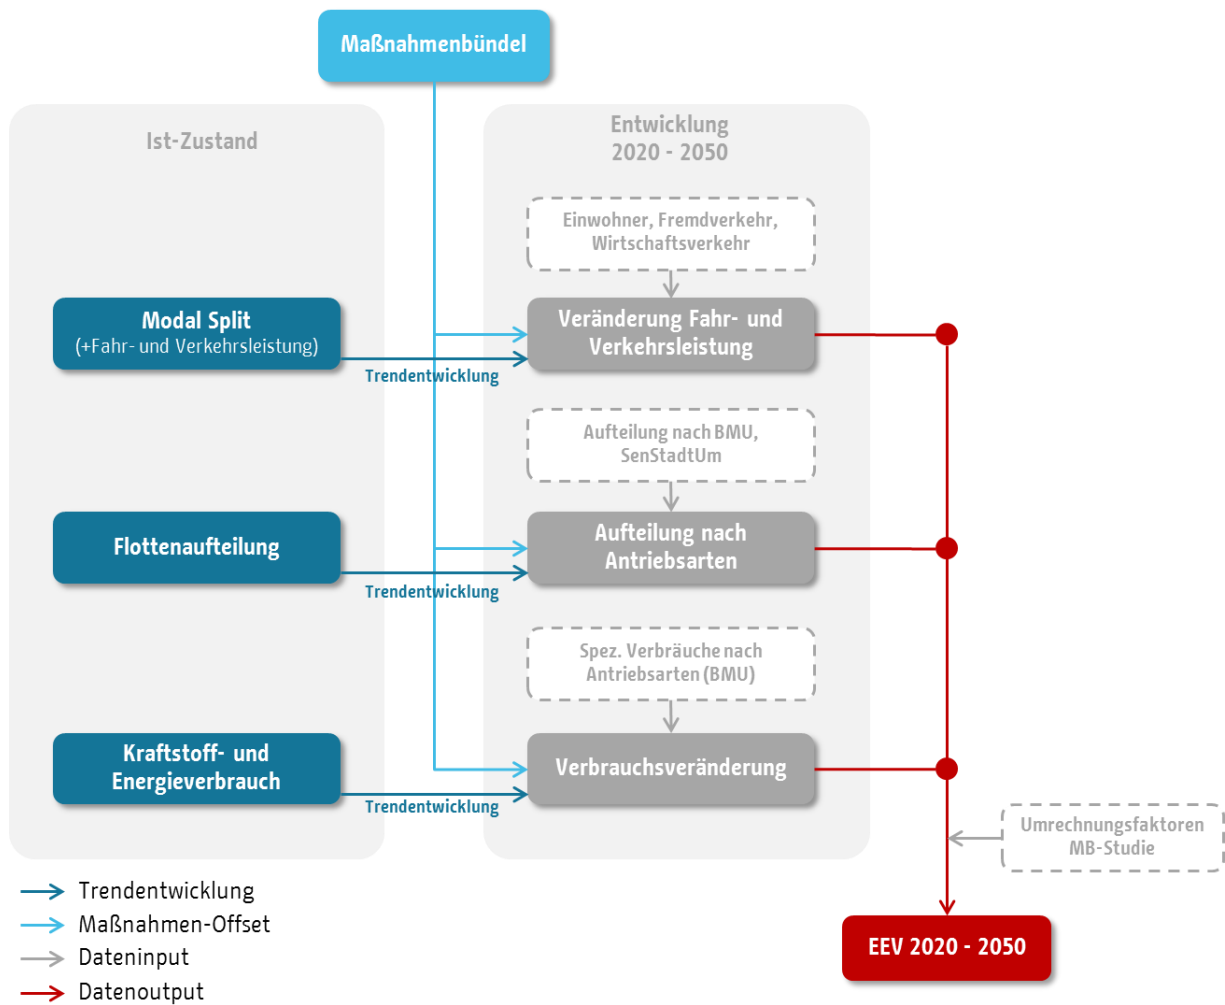 Maßnahmenbündel
Ist-Zustand
Entwicklung
2020 - 2050
Einwohner, Fremdverkehr,
Wirtschaftsverkehr
Modal Split
(+Fahr- und Verkehrsleistung)
Trendentwicklung
Veränderung Fahr- und
Verkehrsleistung
Aufteilung nach BMU,
SenStadtUm
Flottenaufteilung
Trendentwicklung
Aufteilung nach
Antriebsarten
Spez. Verbräuche nach
Antriebsarten (BMU)
Kraftstoff- und
Energieverbrauch
Trendentwicklung
Verbrauchsveränderung
Umrechnungsfaktoren
MB-Studie
EEV 2020 - 2050
Trendentwicklung
Maßnahmen-Offset
Dateninput
Datenoutput